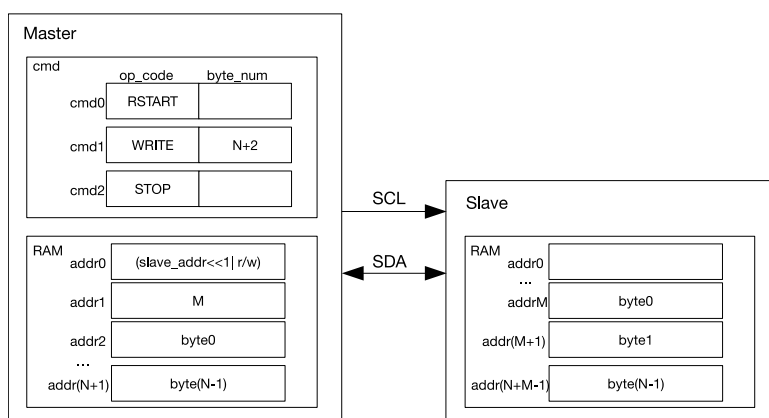 Master
cmd
op_code byte_num
cmd0 RSTART
cmd1 WRITE N+2
cmd2 STOP
RAM
addr0 (slave_addr<<1| r/w)
addr1 M
addr2 byte0
...
addr(N+1) byte(N-1)
SCL
SDA
Slave
RAM
addr0
...
addrM byte0
addr(M+1) byte1
addr(N+M-1) byte(N-1)